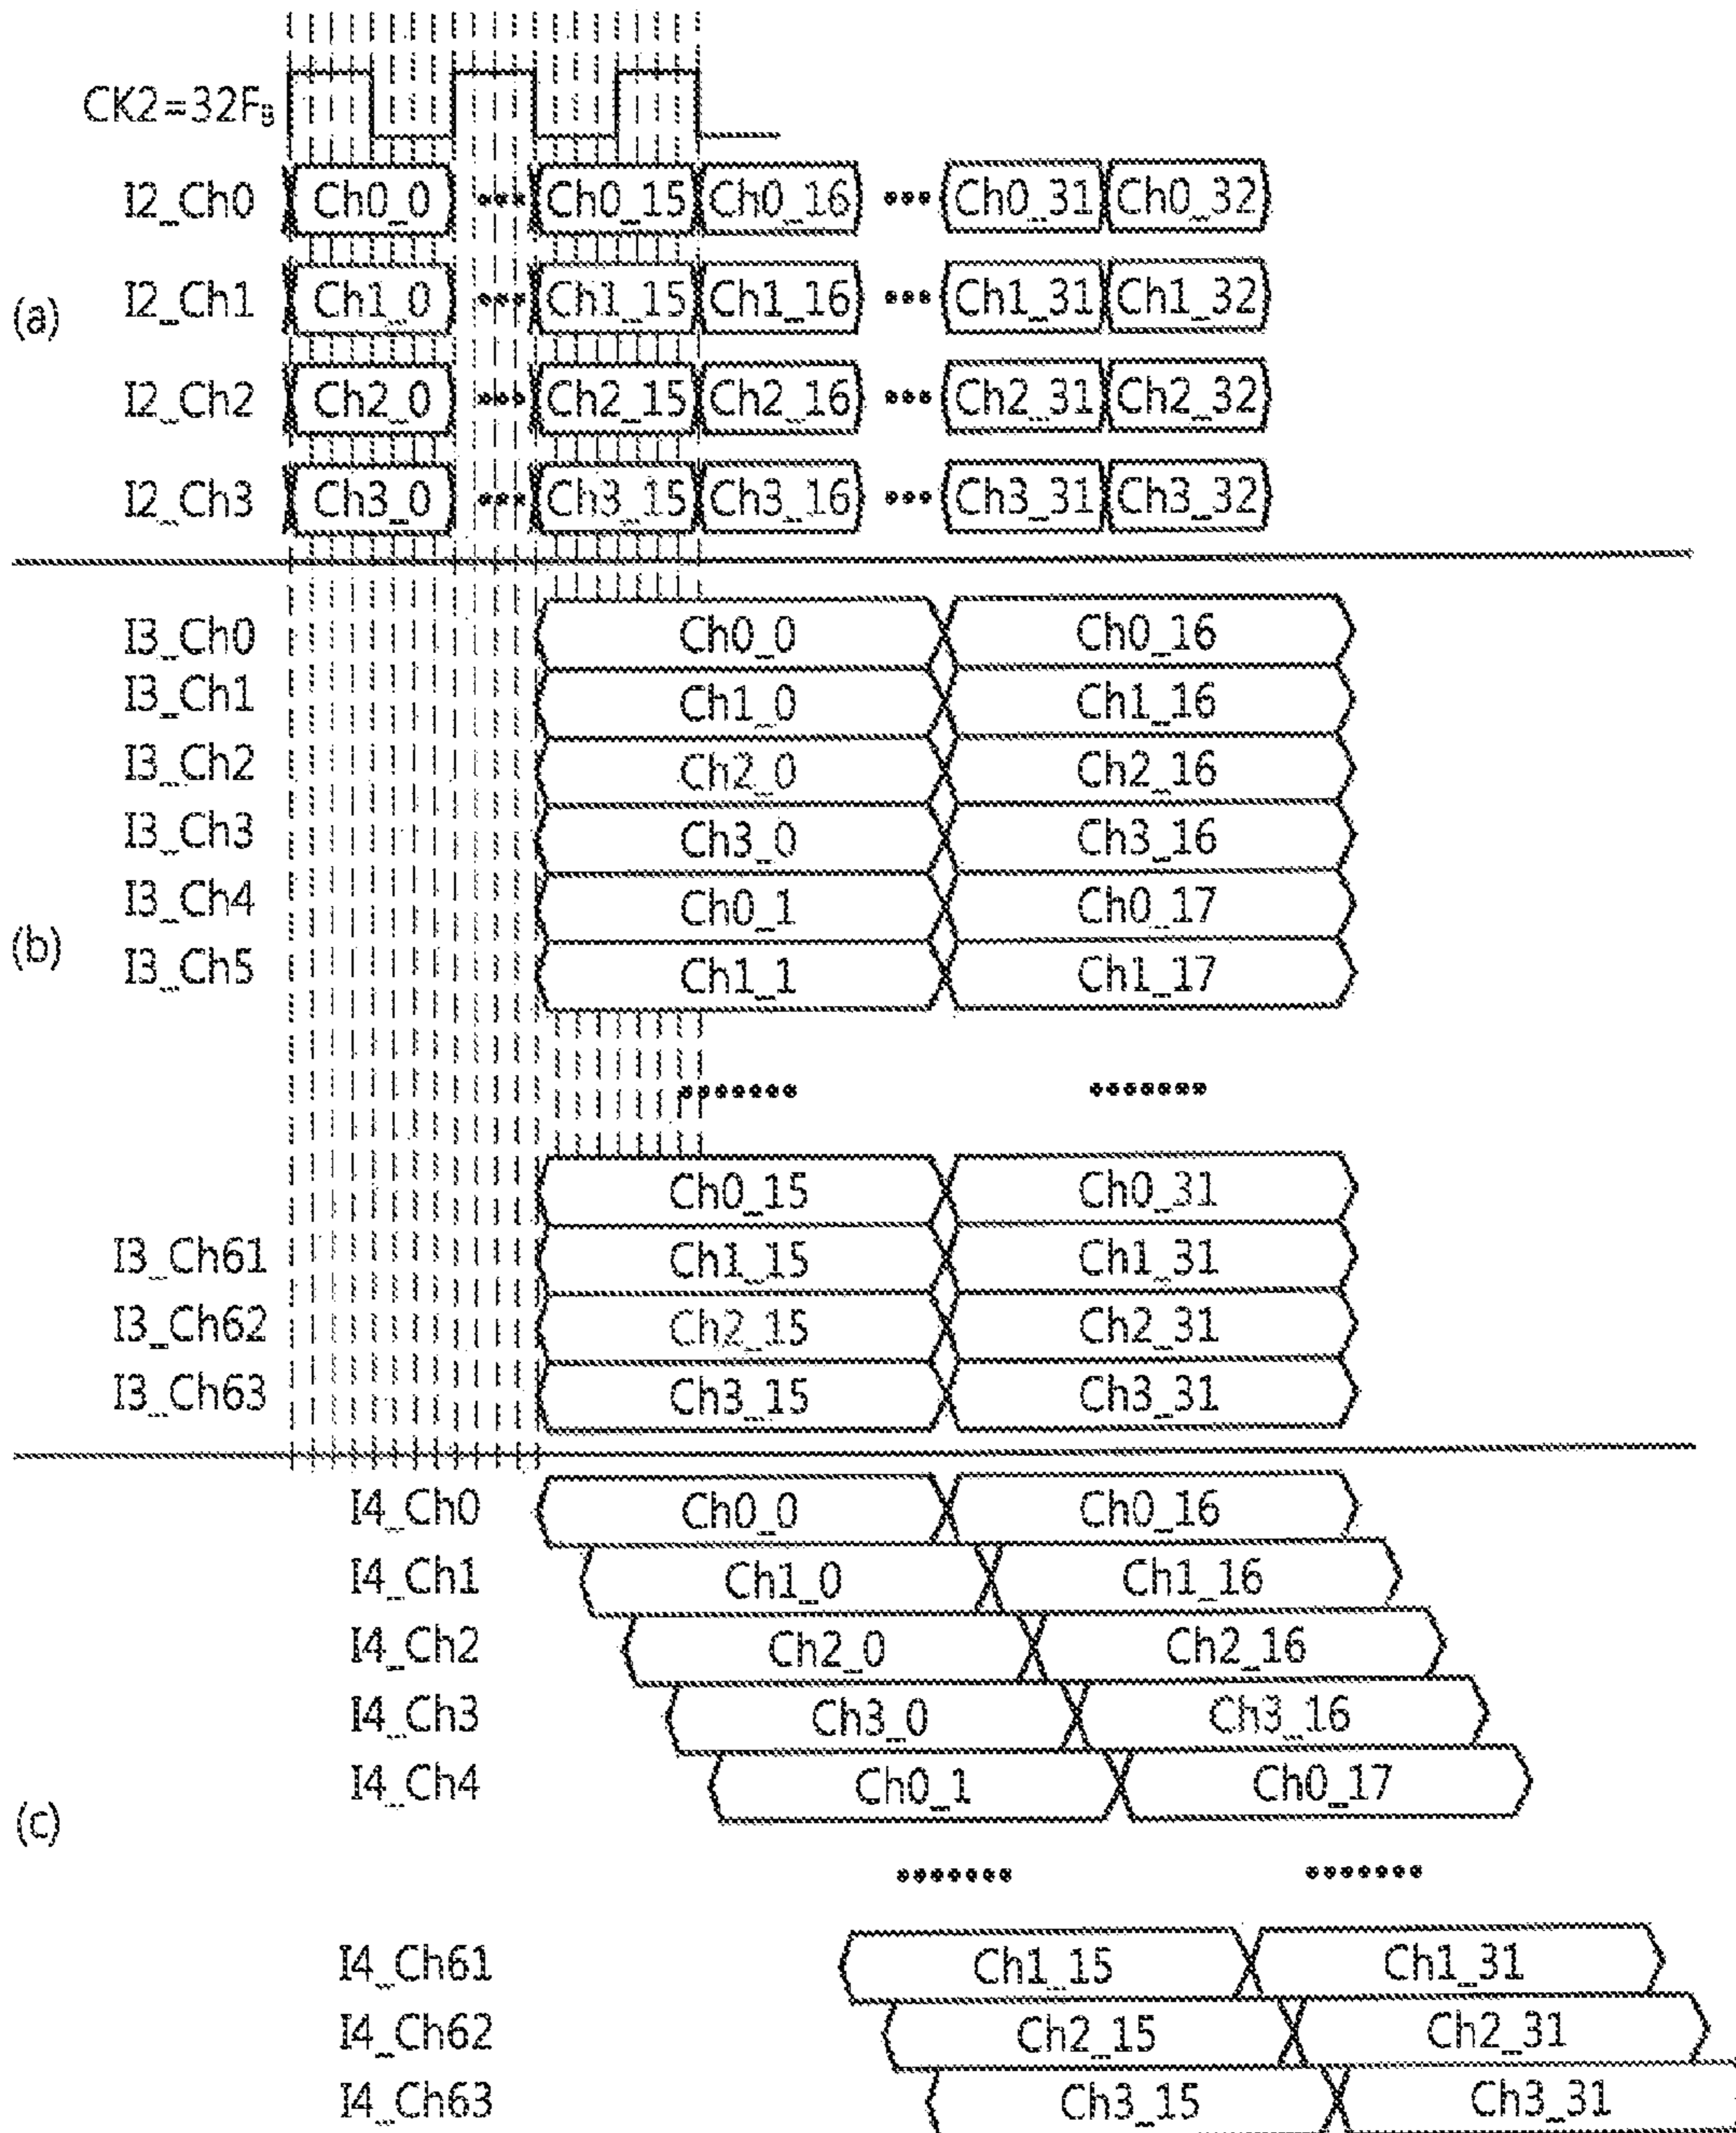 CK2=32FB
I2_Ch0 Ch0_0 ••• Ch0_15 Ch0_16 ••• Ch0_31 Ch0_32
(a) I2_Ch1 Ch1_0 ••• Ch1_15 Ch1_16 ••• Ch1_31 Ch1_32
I2_Ch2 Ch2_0 ••• Ch2_15 Ch2_16 ••• Ch2_31 Ch2_32
I2_Ch3 Ch3_0 ••• Ch3_15 Ch3_16 ••• Ch3_31 Ch3_32
I3_Ch0 Ch0_0 Ch0_16
I3_Ch1 Ch1_0 Ch1_16
I3_Ch2 Ch2_0 Ch2_16
I3_Ch3 Ch3_0 Ch3_16
I3_Ch4 Ch0_1 Ch0_17
(b) I3_Ch5 Ch1_1 Ch1_17
••••••• •••••••
Ch0_15 Ch0_31
I3_Ch61 Ch1_15 Ch1_31
I3_Ch62 Ch2_15 Ch2_31
I3_Ch63 Ch3_15 Ch3_31
I4_Ch0 Ch0_0 Ch0_16
I4_Ch1 Ch1_0 Ch1_16
I4_Ch2 Ch2_0 Ch2_16
I4_Ch3 Ch3_0 Ch3_16
I4_Ch4 Ch0_1 Ch0_17
(c)
••••••• •••••••
I4_Ch61 Ch1_15 Ch1_31
I4_Ch62 Ch2_15 Ch2_31
I4_Ch63 Ch3_15 Ch3_31